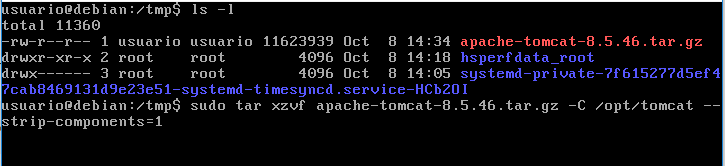 usuario@debian:/tmp$ ls -l
total 11360
-rw-r--r-- 1 usuario usuario 11623939 Oct  8 14:34 apache-tomcat-8.5.46.tar.gz
drwxr-xr-x 2 root    root        4096 Oct  8 14:18 hsperfdata_root
drwx------ 3 root    root        4096 Oct  8 14:05 systemd-private-7f615277d5ef4
7cab8469131d9e23e51-systemd-timesyncd.service-HCb2OI
usuario@debian:/tmp$ sudo tar xzvf apache-tomcat-8.5.46.tar.gz -C /opt/tomcat --
strip-components=1